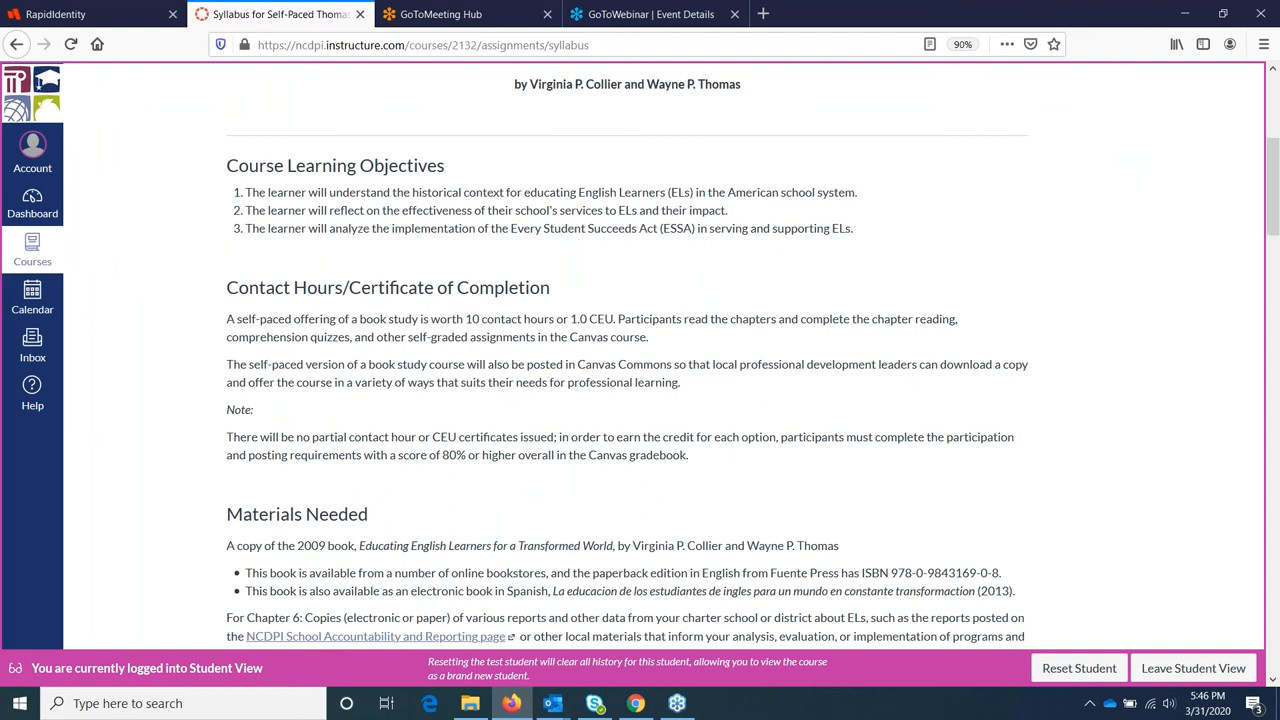 RapidIdentity
Syllabus for Self-Paced Thomas
GoToMeeting Hub
GoToWebinar | Event Details
https://ncdpi.instructure.com/courses/2132/assignments/syllabus
90%
by Virginia P. Collier and Wayne P. Thomas
Account
Dashboard
Courses
Calendar
Inbox
Help
Course Learning Objectives
1. The learner will understand the historical context for educating English Learners (ELs) in the American school system.
2. The learner will reflect on the effectiveness of their school's services to ELs and their impact.
3. The learner will analyze the implementation of the Every Student Succeeds Act (ESSA) in serving and supporting ELs.
Contact Hours/Certificate of Completion
A self-paced offering of a book study is worth 10 contact hours or 1.0 CEU. Participants read the chapters and complete the chapter reading,
comprehension quizzes, and other self-graded assignments in the Canvas course.
The self-paced version of a book study course will also be posted in Canvas Commons so that local professional development leaders can download a copy
and offer the course in a variety of ways that suits their needs for professional learning.
Note:
There will be no partial contact hour or CEU certificates issued; in order to earn the credit for each option, participants must complete the participation
and posting requirements with a score of 80% or higher overall in the Canvas gradebook.
Materials Needed
A copy of the 2009 book, Educating English Learners for a Transformed World, by Virginia P. Collier and Wayne P. Thomas
• This book is available from a number of online bookstores, and the paperback edition in English from Fuente Press has ISBN 978-0-9843169-0-8.
• This book is also available as an electronic book in Spanish, La educacion de los estudiantes de ingles para un mundo en constante transformaction (2013).
For Chapter 6: Copies (electronic or paper) of various reports and other data from your charter school or district about ELs, such as the reports posted on
the NCDPI School Accountability and Reporting page or other local materials that inform your analysis, evaluation, or implementation of programs and
You are currently logged into Student View
Resetting the test student will clear all history for this student, allowing you to view the course
as a brand new student.
Reset Student
Leave Student View
Type here to search
5:46 PM
3/31/2020
3